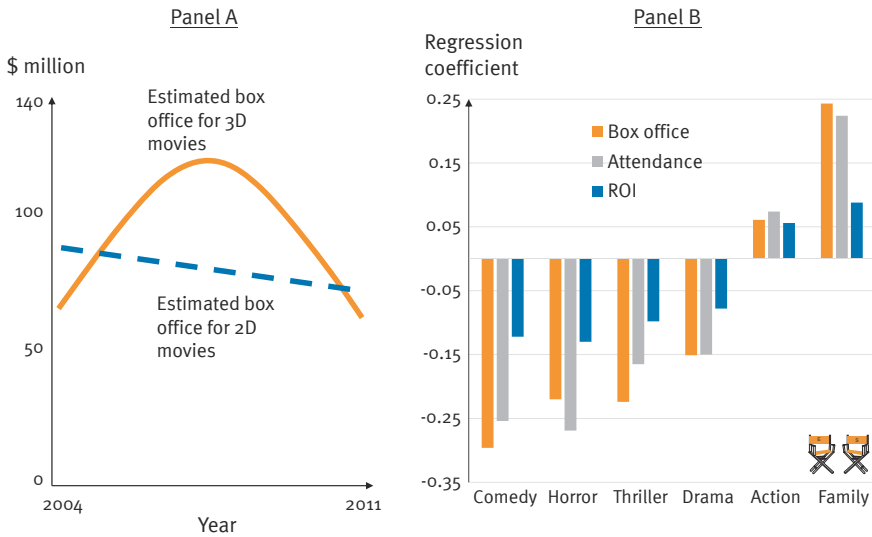 Panel A
$ million
140
100
50
0
2004
2011
Year
Estimated box
office for 3D
movies
Estimated box
office for 2D
movies
Panel B
Regression
coefficient
0.25
0.15
0.05
-0.05
-0.15
-0.25
-0.35
Box office
Attendance
ROI
Comedy Horror Thriller Drama Action Family